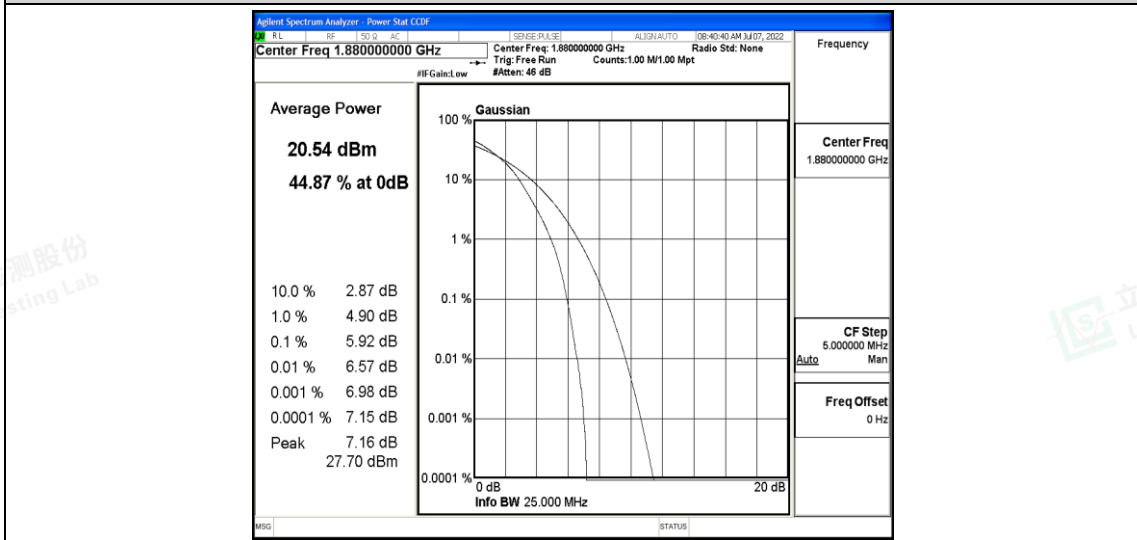 Agilent Spectrum Analyzer - Power Stat CCDF
RL RF 50 Ω AC SENSE:PULSE ALIGNAUTO 08:40:40 AM Jul 07, 2022
Center Freq 1.880000000 GHz
Center Freq: 1.880000000 GHz Radio Std: None
Trig: Free Run Counts:1.00 M/1.00 Mpt
#IFGain:Low #Atten: 46 dB
Frequency
Average Power
20.54 dBm
44.87 % at 0dB
10.0 % 2.87 dB
1.0 % 4.90 dB
0.1 % 5.92 dB
0.01 % 6.57 dB
0.001 % 6.98 dB
0.0001 % 7.15 dB
Peak 7.16 dB
27.70 dBm
Gaussian
100 %
10 %
1 %
0.1 %
0.01 %
0.001 %
0.0001 %
0 dB 20 dB
Info BW 25.000 MHz
Center Freq
1.880000000 GHz
CF Step
5.000000 MHz
Auto Man
Freq Offset
0 Hz
MSG STATUS
测股份
sting Lab
立